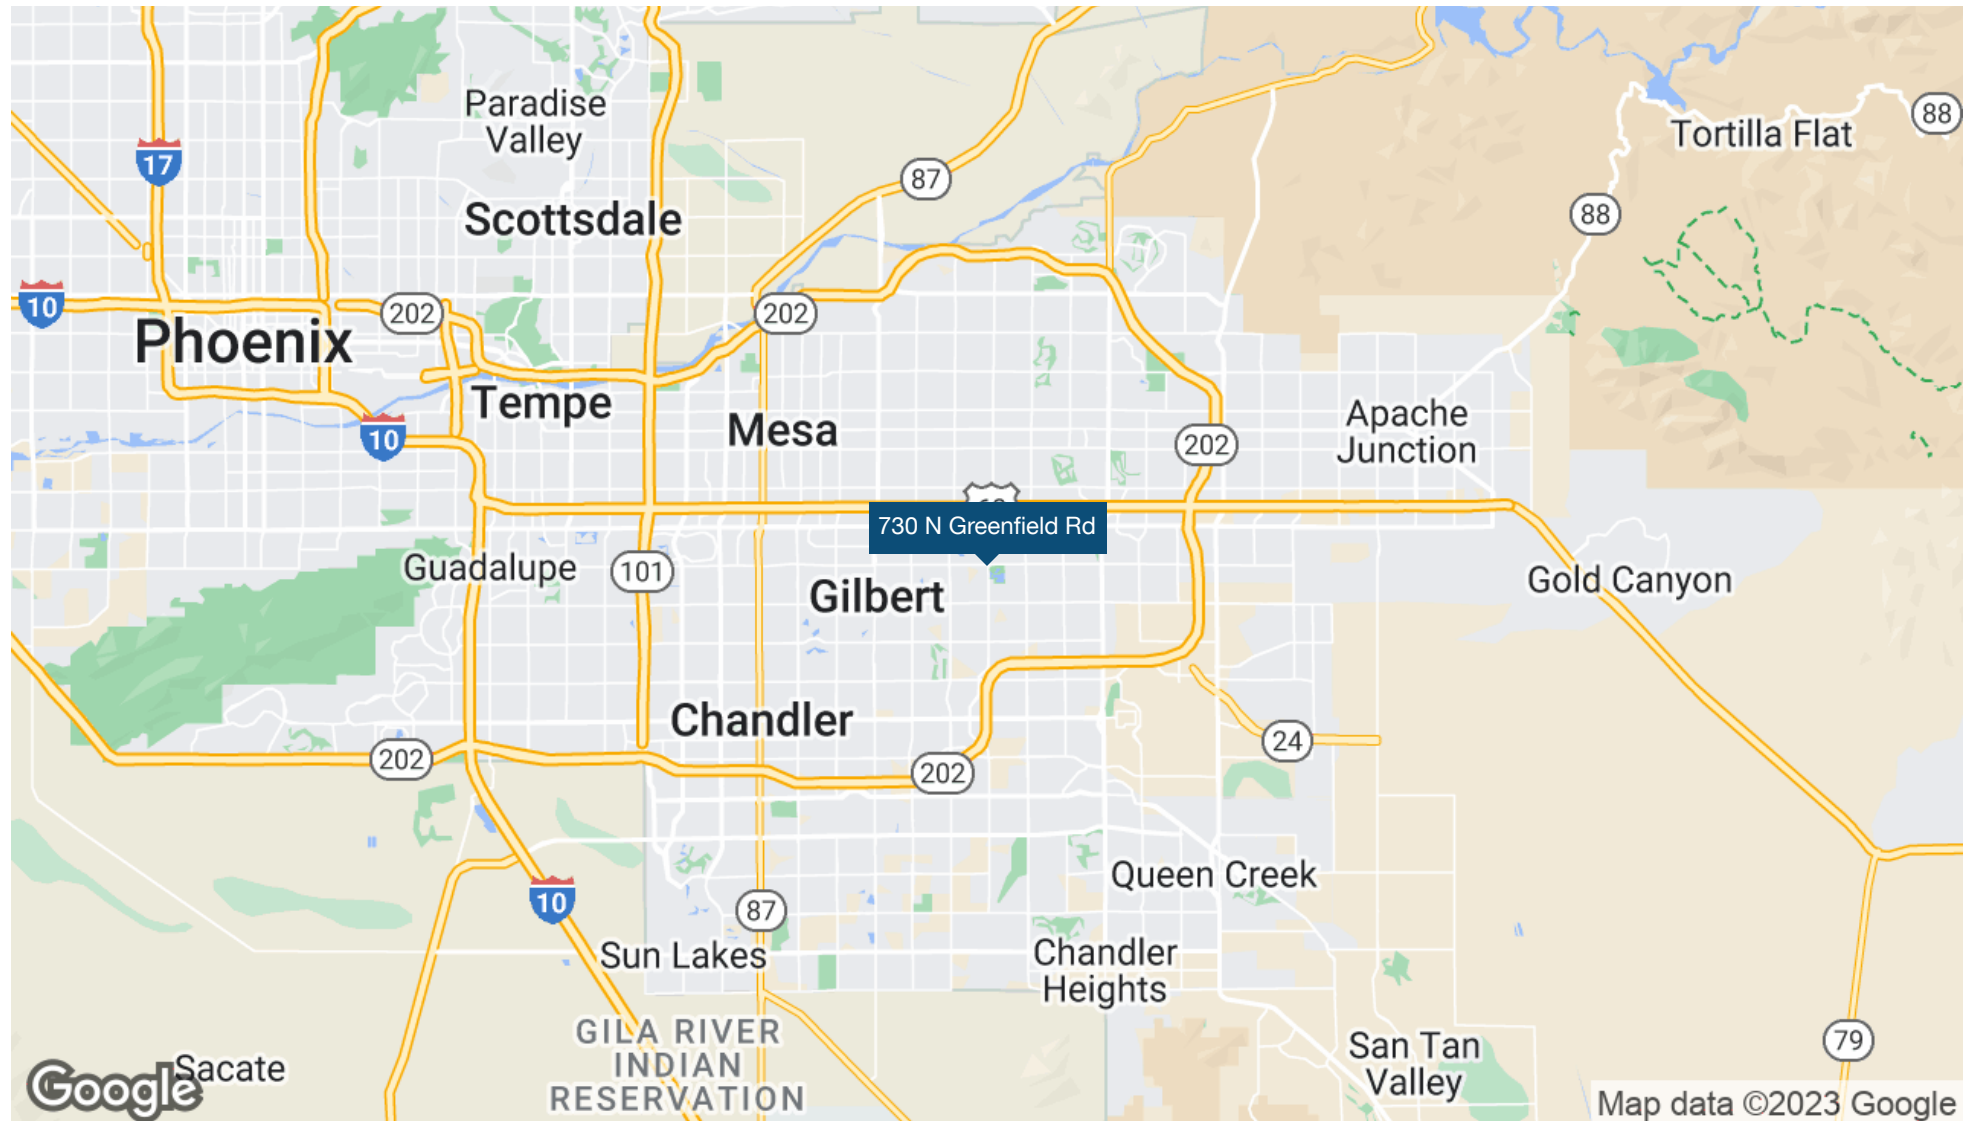 Paradise
Valley
88
Tortilla Flat
17
87
88
Scottsdale
10
202
202
Phoenix
Tempe
Mesa
Apache
Junction
10
202
730 N Greenfield Rd
Guadalupe
101
Gilbert
Gold Canyon
Chandler
202
24
202
Queen Creek
10
87
Sun Lakes
Chandler
Heights
GILA RIVER
INDIAN
RESERVATION
San Tan
Valley
79
Sacate
Google
Map data ©2023 Google